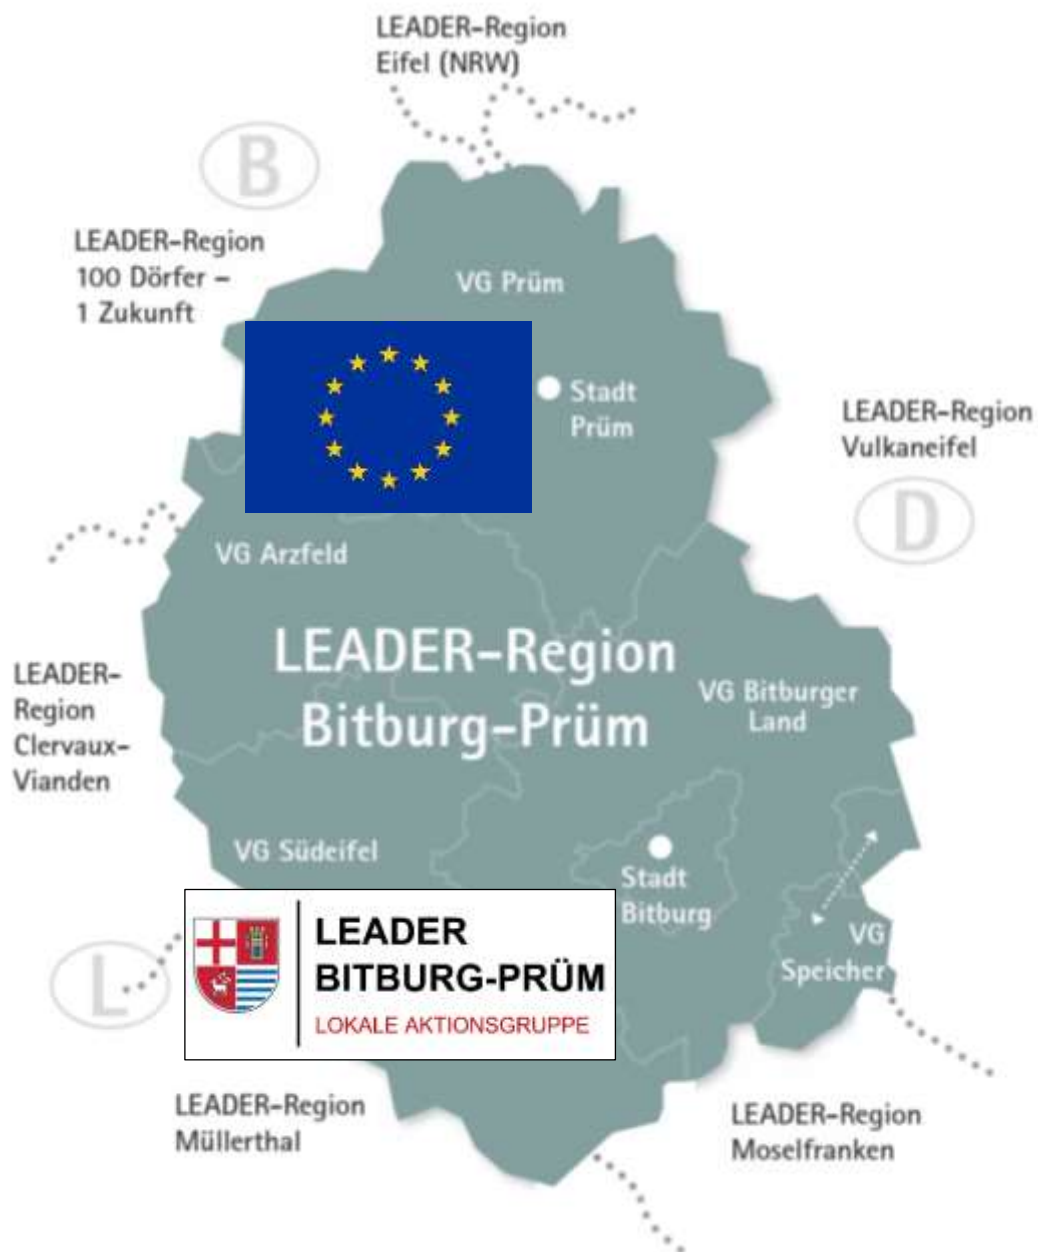 LEADER-Region
Eifel (NRW)
B
LEADER-Region
100 Dörfer –
1 Zukunft
VG Prüm
Stadt
Prüm
LEADER-Region
Vulkaneifel
D
VG Arzfeld
LEADER-Region
Bitburg-Prüm
LEADER-
Region
Clervaux-
Vianden
VG Bitburger
Land
VG Südeifel
Stadt
Bitburg
VG
Speicher
L
LEADER
BITBURG-PRÜM
LOKALE AKTIONSGRUPPE
LEADER-Region
Müllerthal
LEADER-Region
Moselfranken